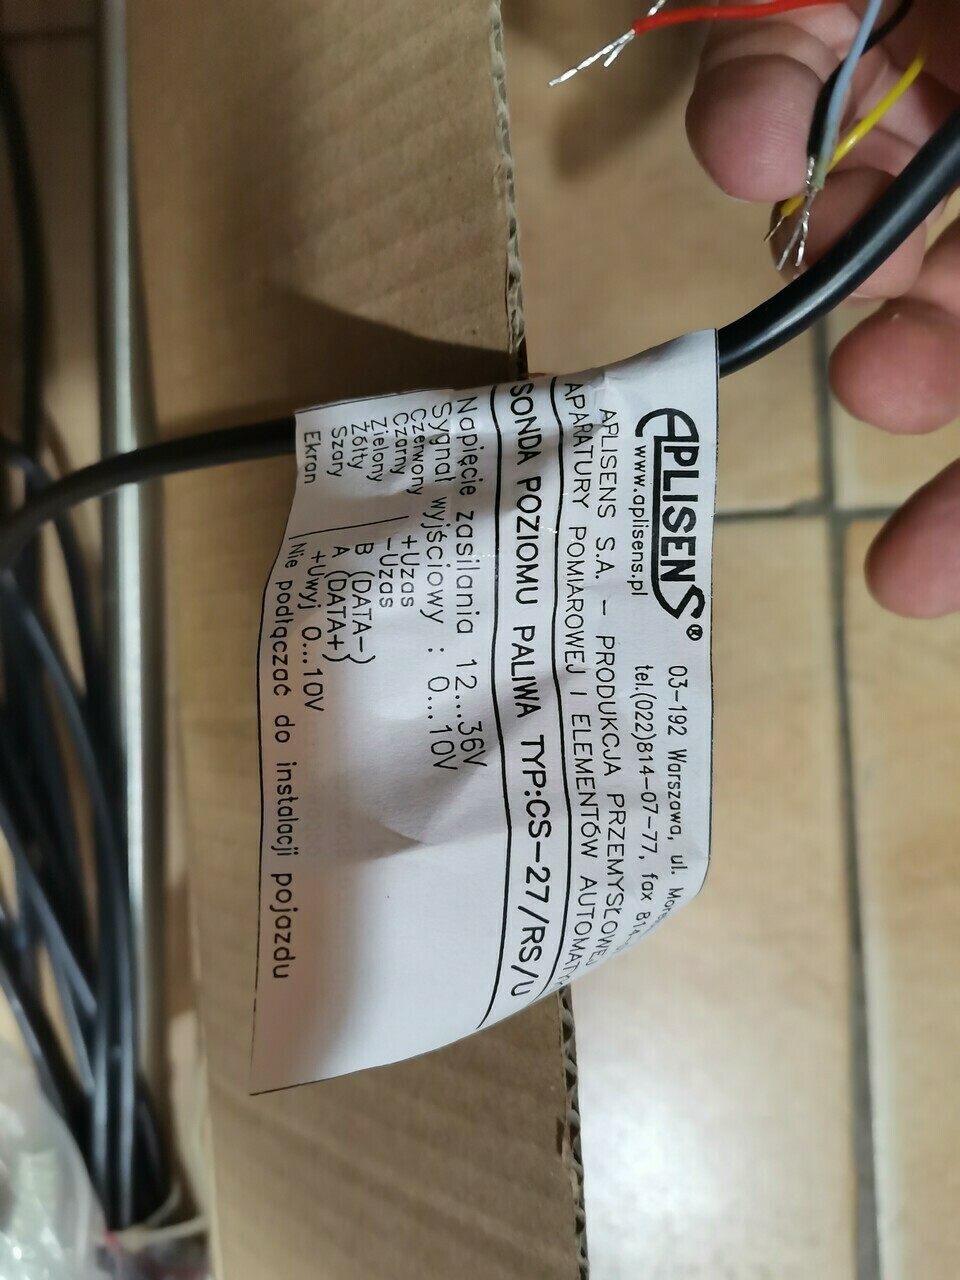 APLISENS®
www.aplisens.pl
03-192 Warszawa, ul.
tel.(022)814-07-77, fax
APLISENS S.A. – PRODUKCJA PRZEMYSŁOWEJ
APARATURY POMIAROWEJ I ELEMENTÓW
SONDA POZIOMU PALIWA TYP:CS-27/RS/U
Napięcie zasilania 12...36V
Sygnał wyjściowy : 0...10V
Czerwony +Uzas
Czarny -Uzas
Zielony
Żółty B (DATA-)
Szary A (DATA+)
+Uwyj 0...10V
Ekran Nie podłączać do instalacji pojazdu